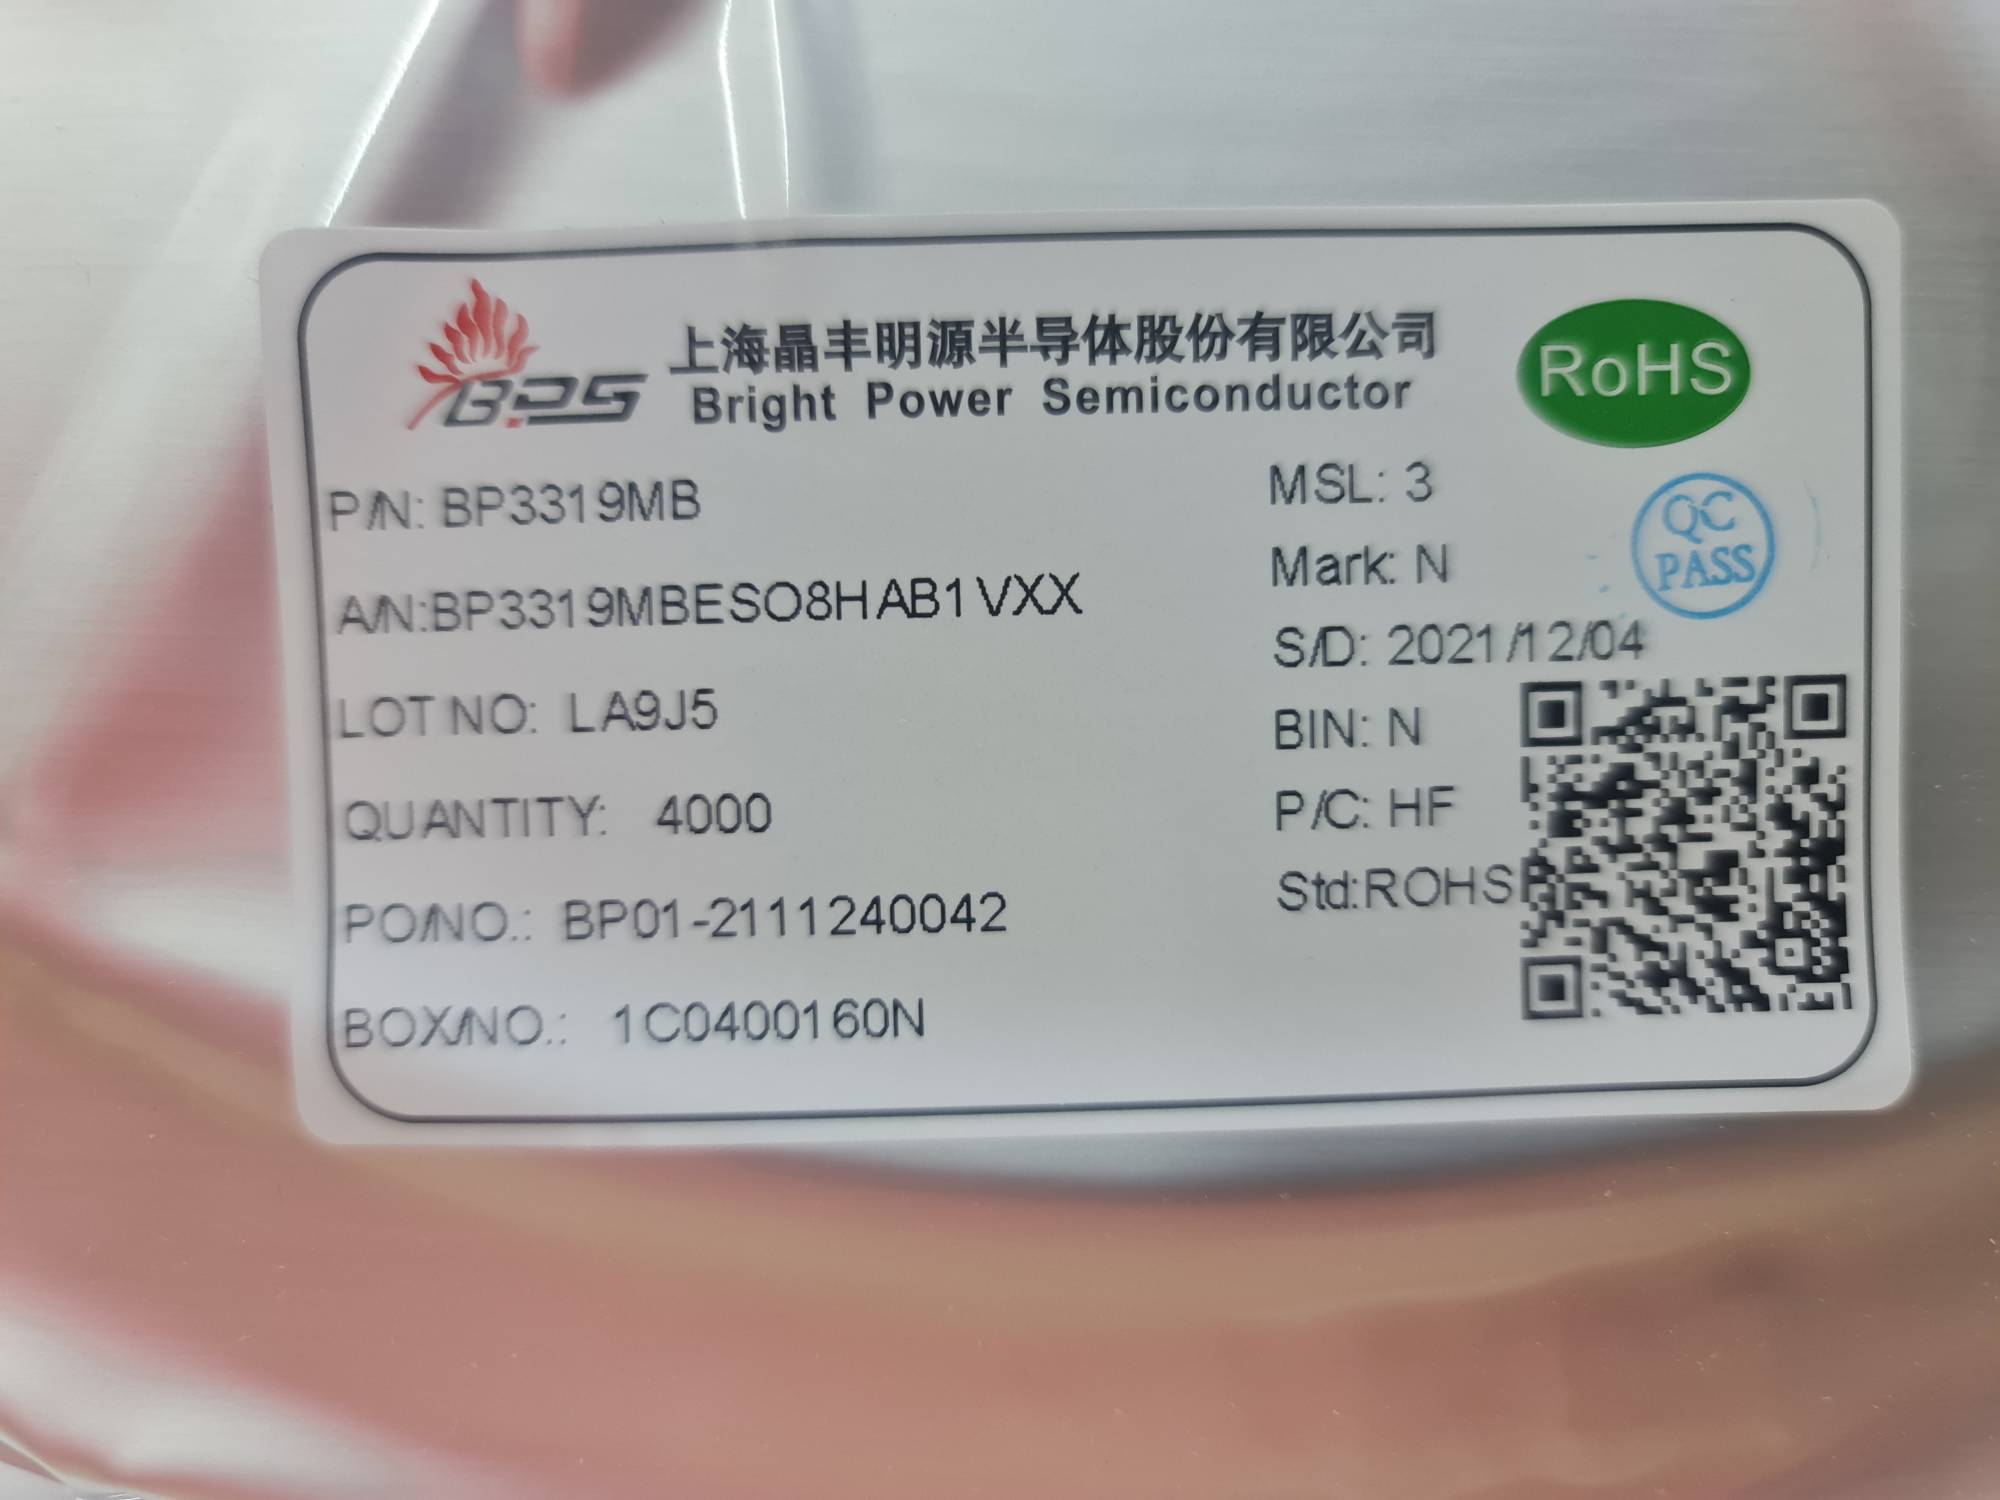 BPS
上海晶丰明源半导体股份有限公司
Bright Power Semiconductor
RoHS
P/N: BP3319MB
A/N:BP3319MBESO8HAB1VXX
LOT NO: LA9J5
QUANTITY: 4000
PO/NO.: BP01-2111240042
BOX/NO.: 1C0400160N
MSL: 3
Mark: N
S/D: 2021/12/04
BIN: N
P/C: HF
Std:ROHS
QC
PASS